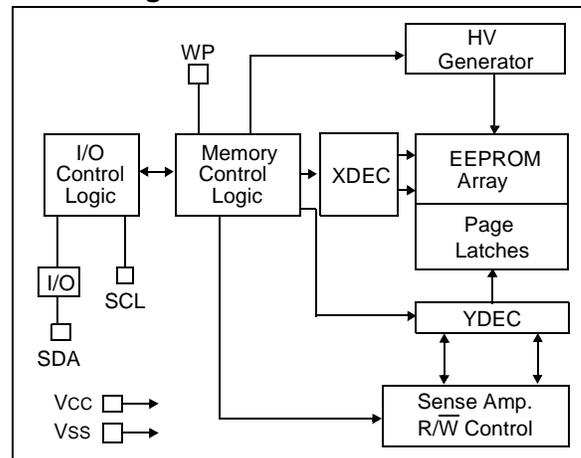 HV
Generator
WP
I/O
Control
Logic
Memory
Control
Logic
XDEC
EEPROM
Array
Page
Latches
I/O
SCL
SDA
YDEC
VCC
VSS
Sense Amp.
R/W̅ Control